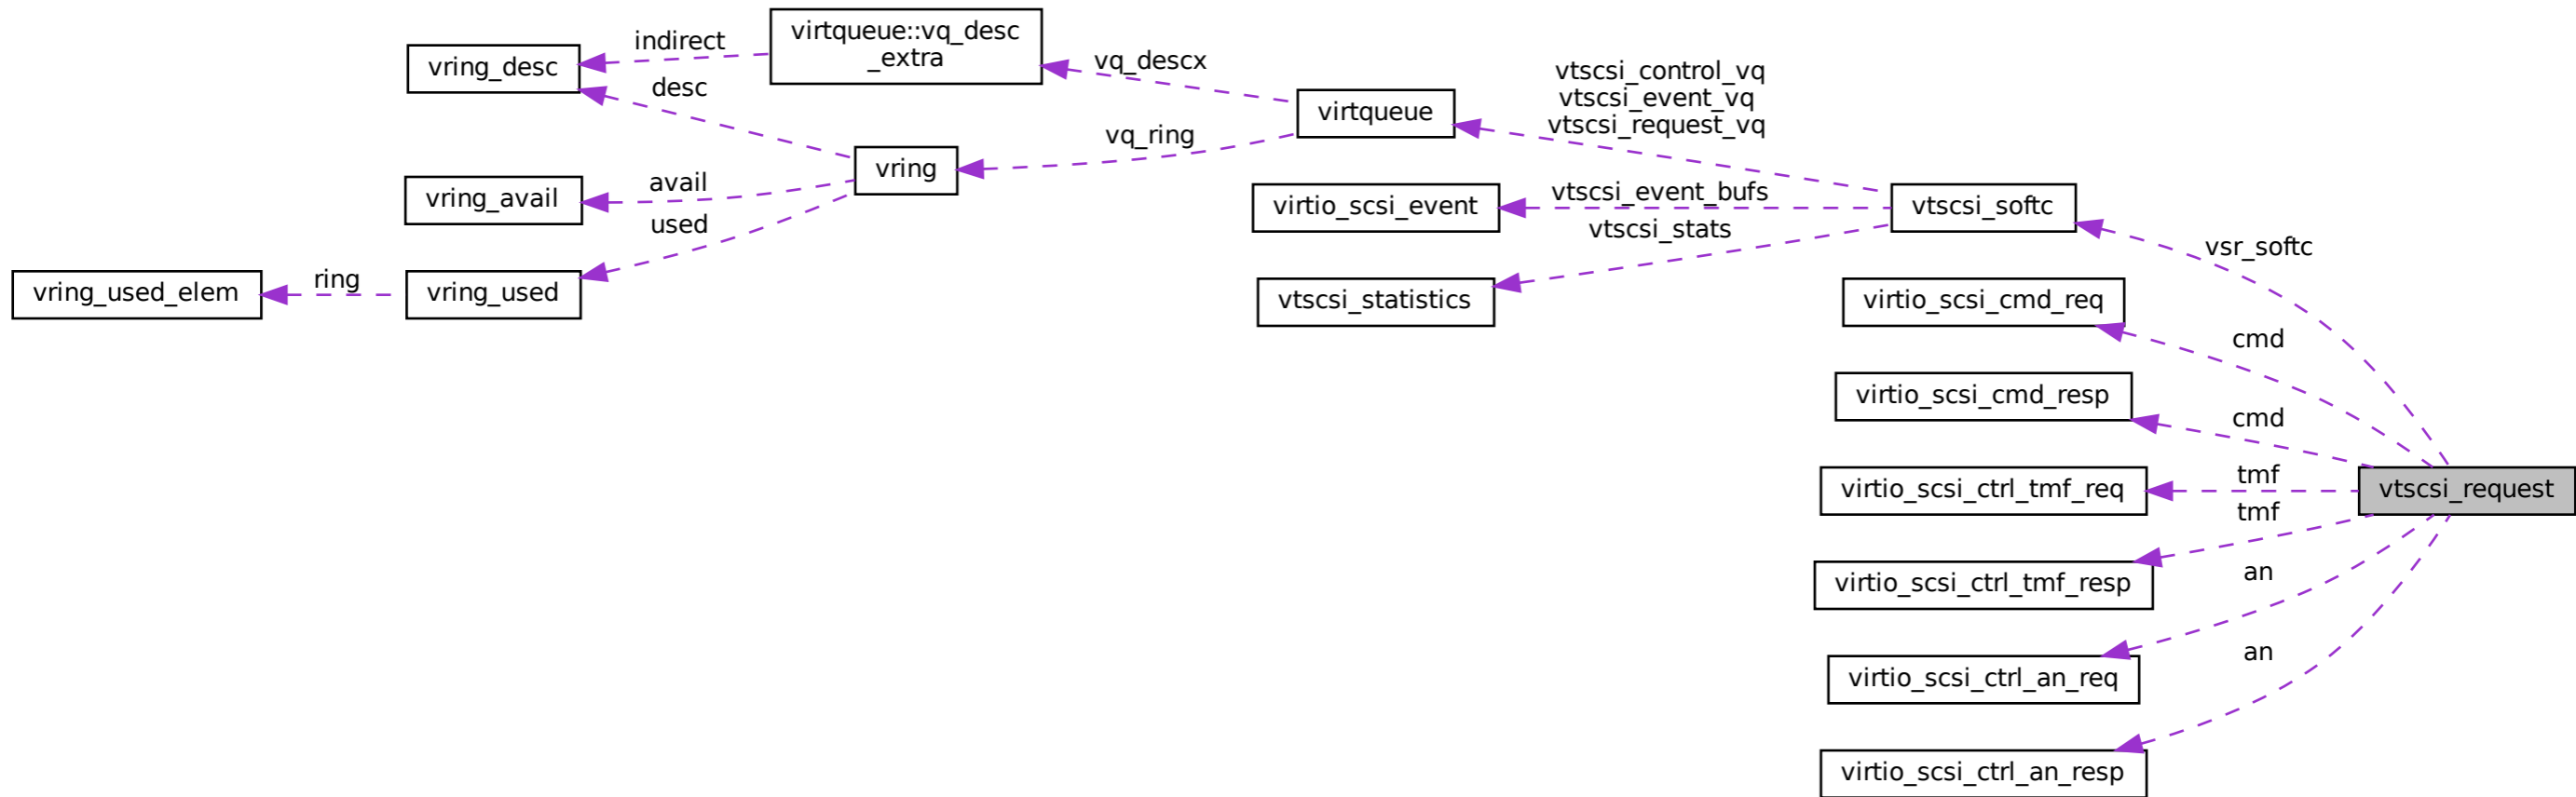 virtqueue::vq_desc
_extra
indirect
vring_desc
desc
vq_descx
vtscsi_control_vq
vtscsi_event_vq
vtscsi_request_vq
virtqueue
vq_ring
vring
avail
vring_avail
used
vtscsi_event_bufs
virtio_scsi_event
vtscsi_softc
vtscsi_stats
vsr_softc
ring
vring_used_elem
vring_used
vtscsi_statistics
virtio_scsi_cmd_req
cmd
virtio_scsi_cmd_resp
cmd
virtio_scsi_ctrl_tmf_req
tmf
vtscsi_request
tmf
virtio_scsi_ctrl_tmf_resp
an
virtio_scsi_ctrl_an_req
an
virtio_scsi_ctrl_an_resp